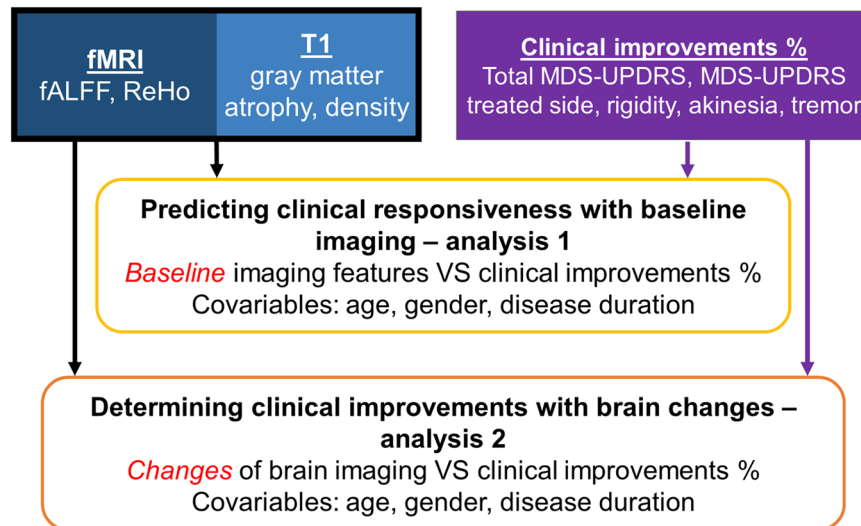 fMRI
fALFF, ReHo
T1
gray matter
atrophy, density
Clinical improvements %
Total MDS-UPDRS, MDS-UPDRS
treated side, rigidity, akinesia, tremor
Predicting clinical responsiveness with baseline
imaging – analysis 1
Baseline imaging features VS clinical improvements %
Covariables: age, gender, disease duration
Determining clinical improvements with brain changes –
analysis 2
Changes of brain imaging VS clinical improvements %
Covariables: age, gender, disease duration